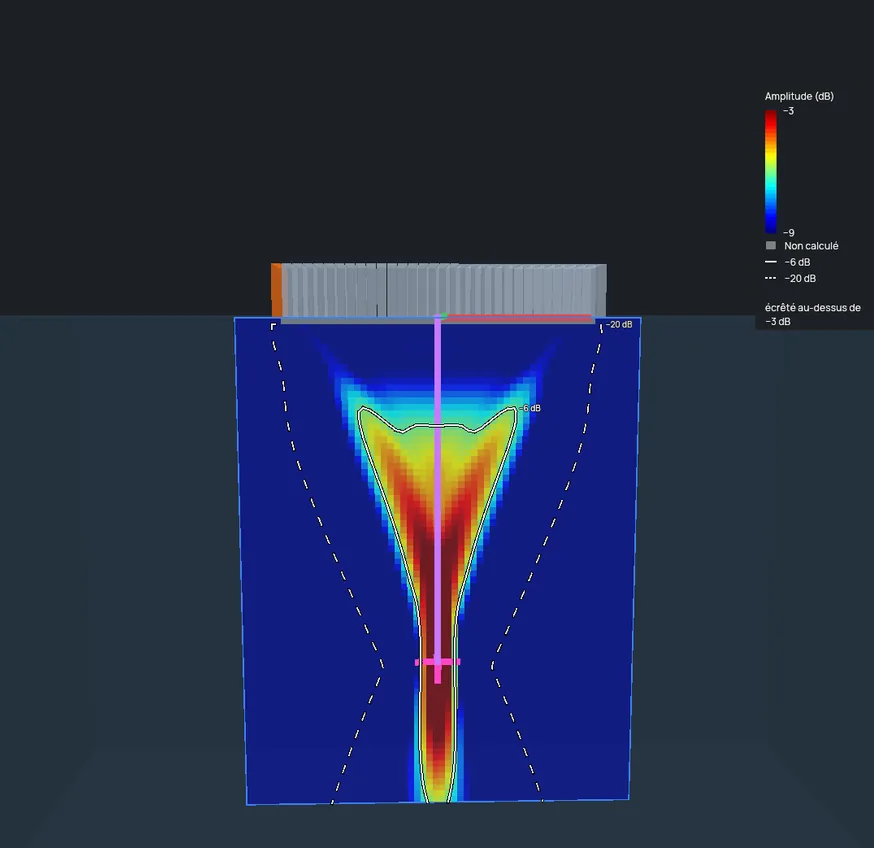 Amplitude (dB)
−3
−9
Non calculé
−6 dB
−20 dB
écrêté au-dessus de
−3 dB
−20 dB
−6 dB